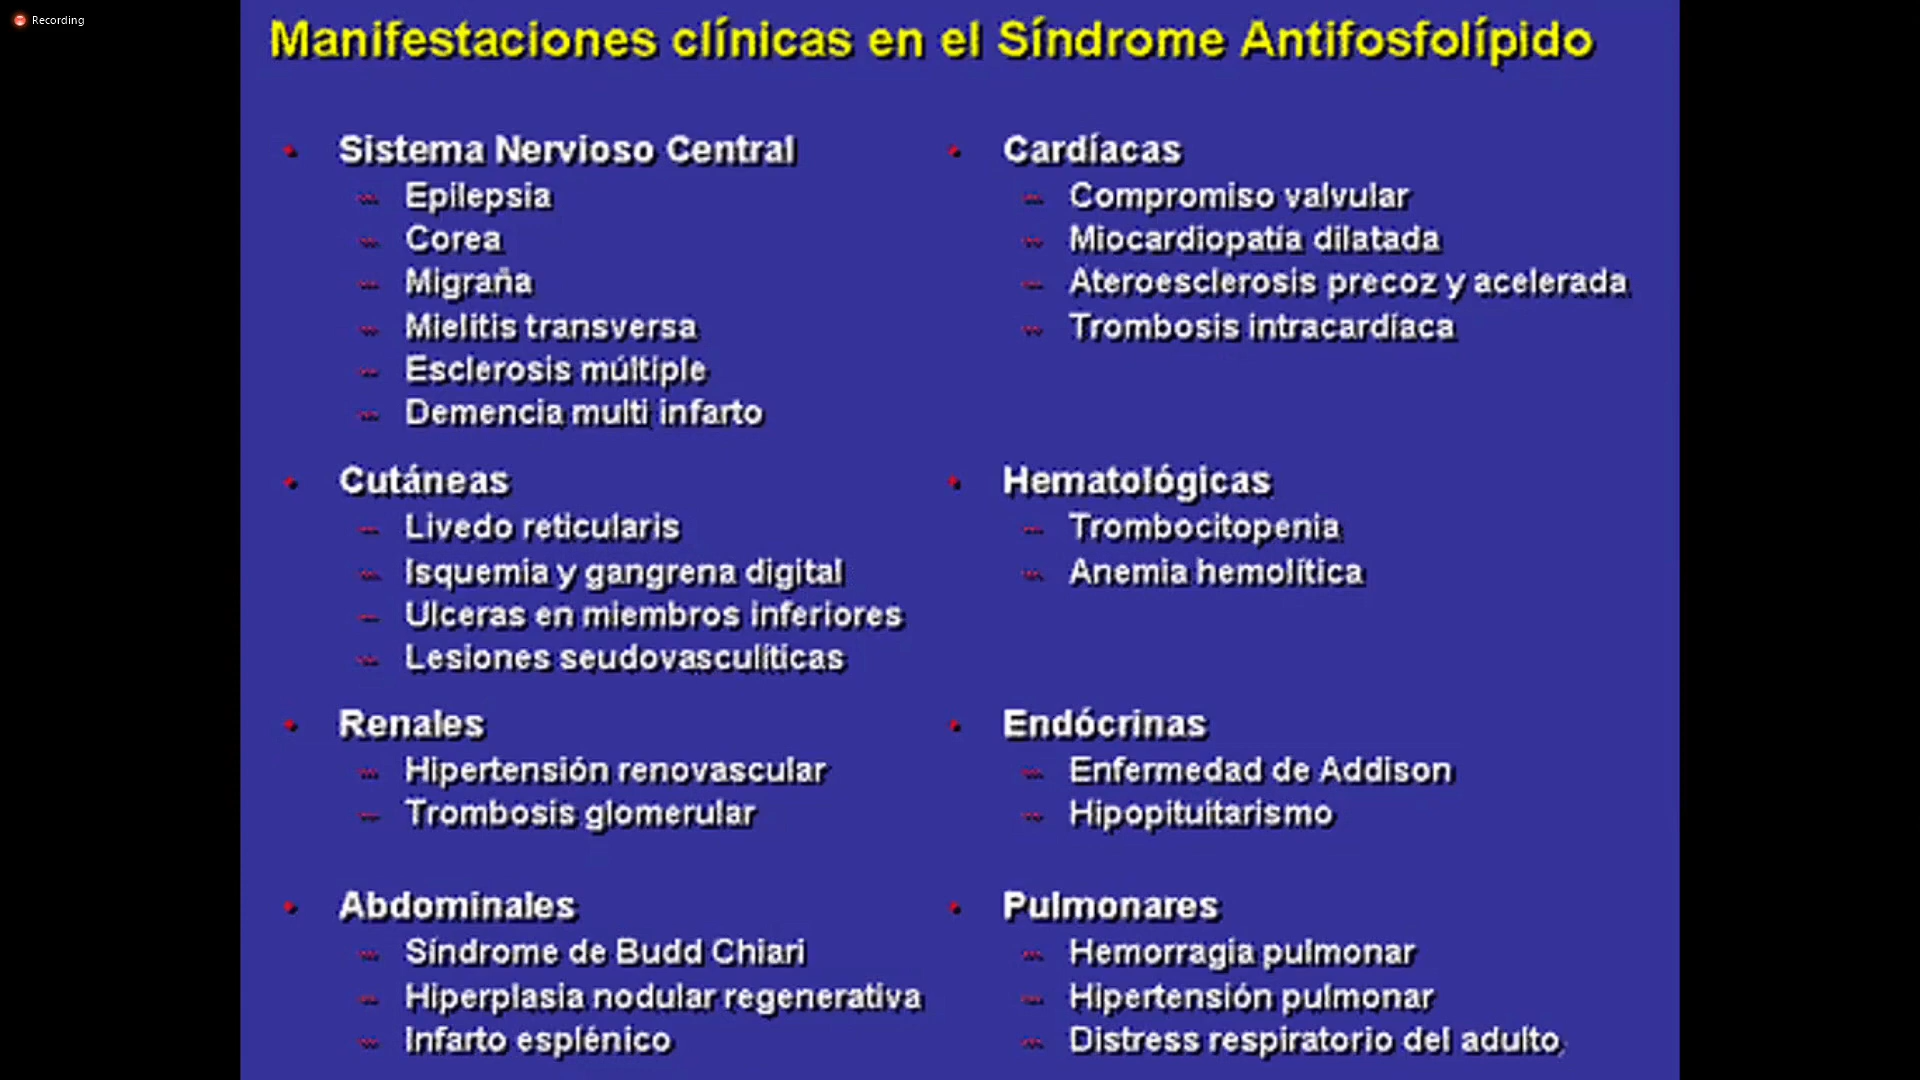 Recording
Manifestaciones clínicas en el Síndrome Antifosfolípido
Sistema Nervioso Central
Epilepsia
Corea
Migraña
Mielitis transversa
Esclerosis múltiple
Demencia multi infarto
Cutáneas
Livedo reticularis
Isquemia y gangrena digital
Ulceras en miembros inferiores
Lesiones seudovasculíticas
Renales
Hipertensión renovascular
Trombosis glomerular
Abdominales
Síndrome de Budd Chiari
Hiperplasia nodular regenerativa
Infarto esplénico
Cardíacas
Compromiso valvular
Miocardiopatía dilatada
Ateroesclerosis precoz y acelerada
Trombosis intracardíaca
Hematológicas
Trombocitopenia
Anemia hemolítica
Endócrinas
Enfermedad de Addison
Hipopituitarismo
Pulmonares
Hemorragia pulmonar
Hipertensión pulmonar
Distress respiratorio del adulto